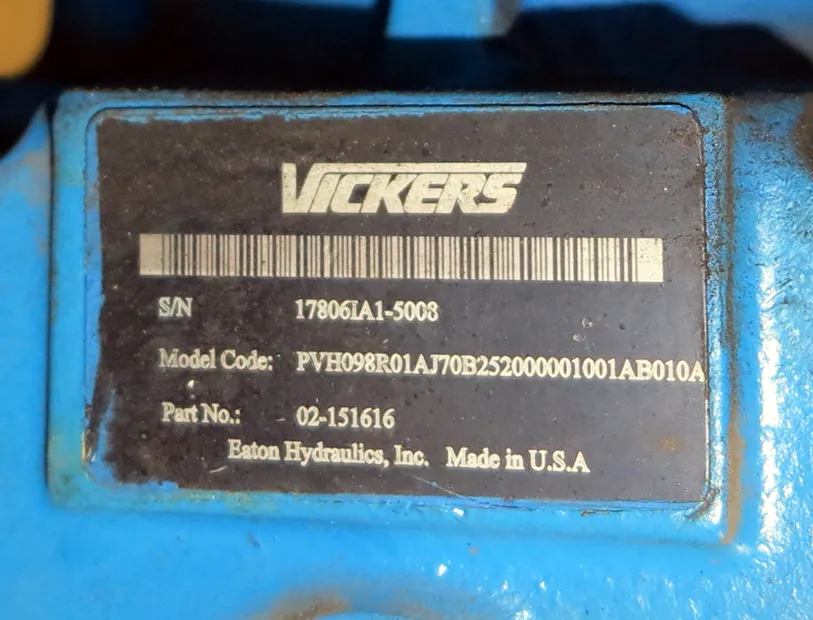 VICKERS
S/N 17806IA1-5008
Model Code: PVH098R01AJ70B252000001001AB010A
Part No.: 02-151616
Eaton Hydraulics, Inc. Made in U.S.A